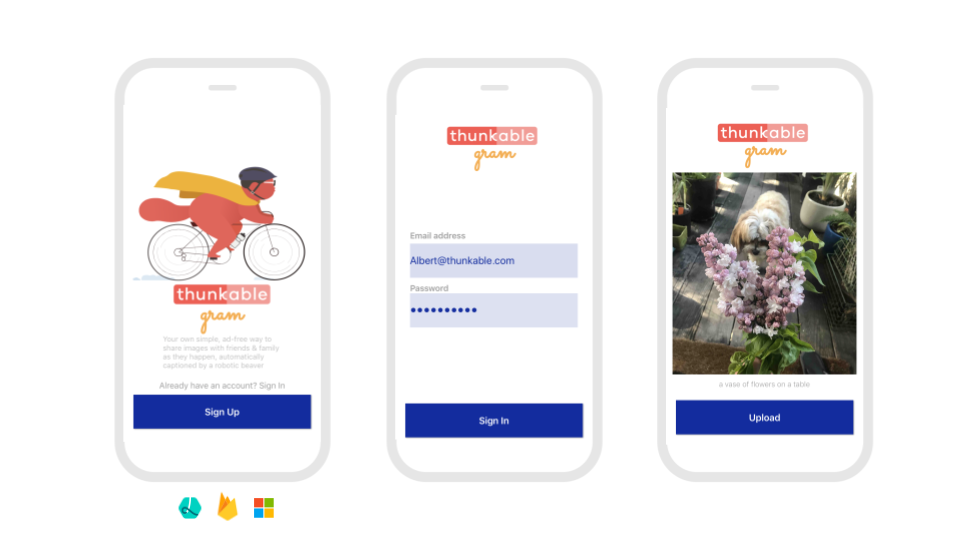 thunkable
gram
Your own simple, ad-free way to
share images with friends & family
as they happen, automatically
captioned by a robotic beaver
Already have an account? Sign In
Sign Up
thunkable
gram
Email address
Albert@thunkable.com
Password
••••••••••
Sign In
thunkable
gram
a vase of flowers on a table
Upload